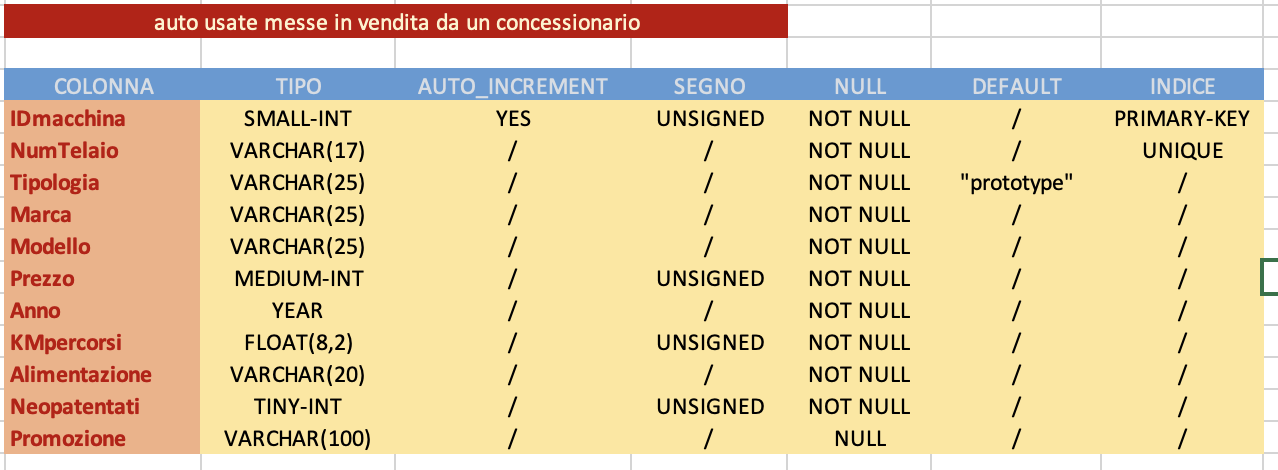 auto usate messe in vendita da un concessionario
COLONNA TIPO AUTO_INCREMENT SEGNO NULL DEFAULT INDICE
IDmacchina SMALL-INT YES UNSIGNED NOT NULL / PRIMARY-KEY
NumTelaio VARCHAR(17) / / NOT NULL / UNIQUE
Tipologia VARCHAR(25) / / NOT NULL "prototype" /
Marca VARCHAR(25) / / NOT NULL / /
Modello VARCHAR(25) / / NOT NULL / /
Prezzo MEDIUM-INT / UNSIGNED NOT NULL / /
Anno YEAR / / NOT NULL / /
KMpercorsi FLOAT(8,2) / UNSIGNED NOT NULL / /
Alimentazione VARCHAR(20) / / NOT NULL / /
Neopatentati TINY-INT / UNSIGNED NOT NULL / /
Promozione VARCHAR(100) / / NULL / /